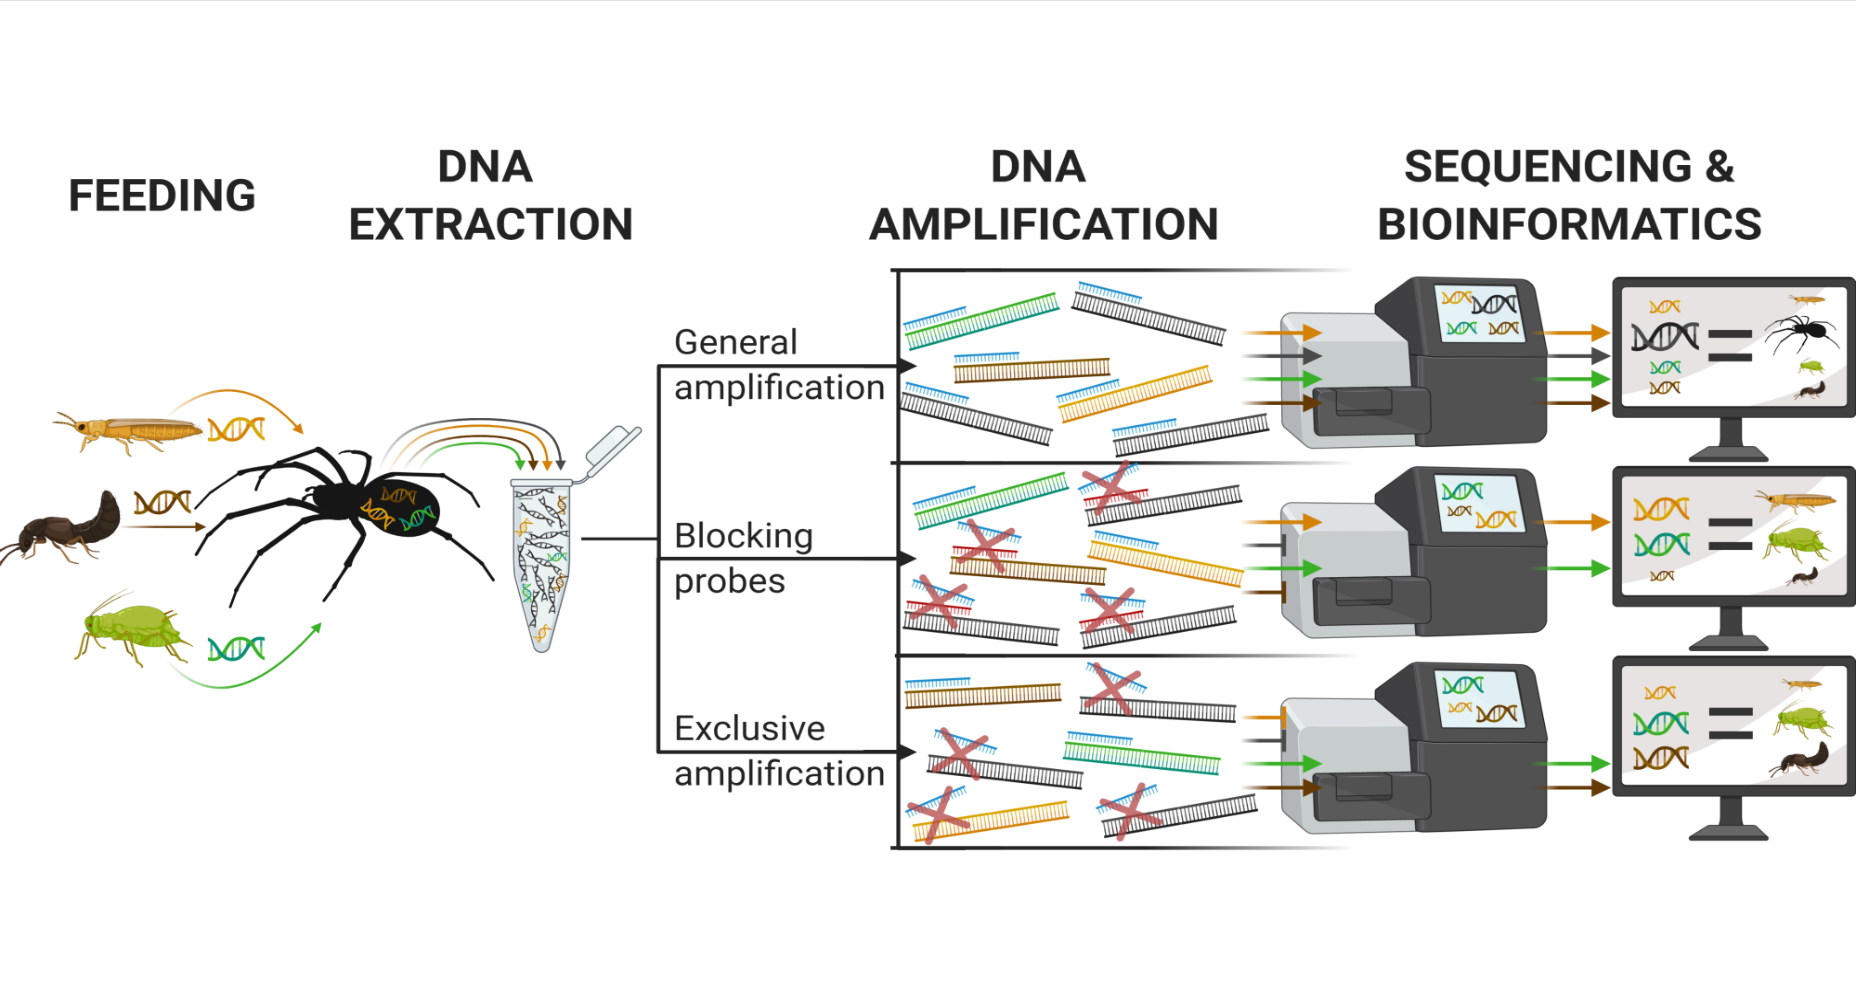 FEEDING
DNA
EXTRACTION
DNA
AMPLIFICATION
SEQUENCING &
BIOINFORMATICS
General
amplification
Blocking
probes
Exclusive
amplification